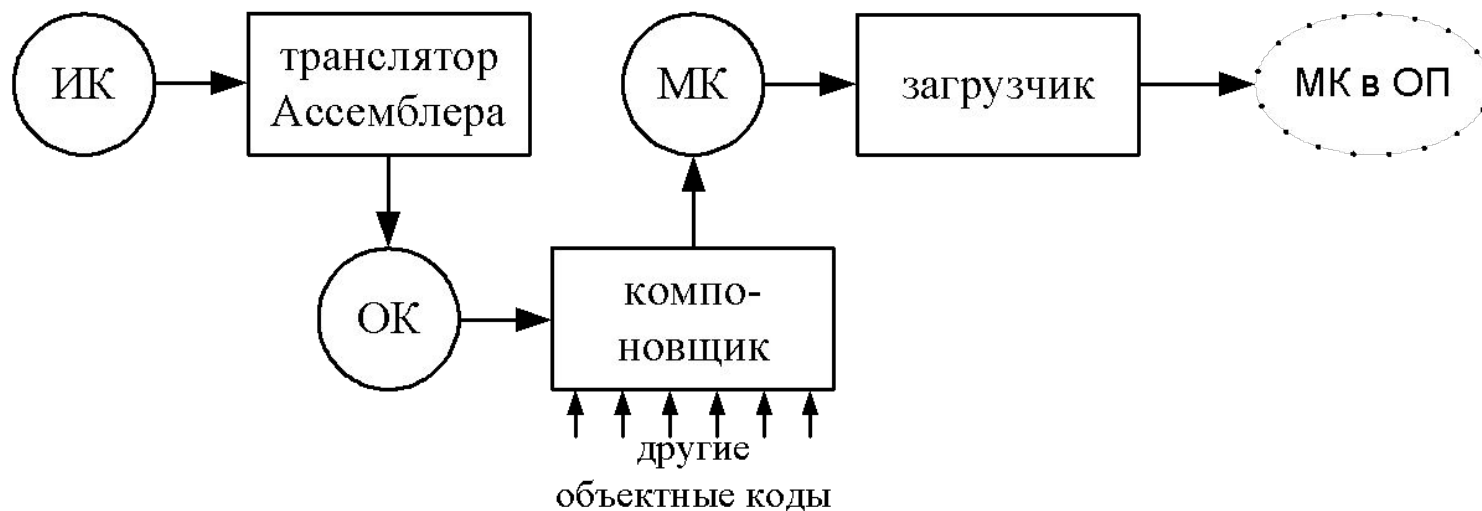 ИК
транслятор
Ассемблера
МК
загрузчик
МК в ОП
ОК
компо-
новщик
другие
объектные коды